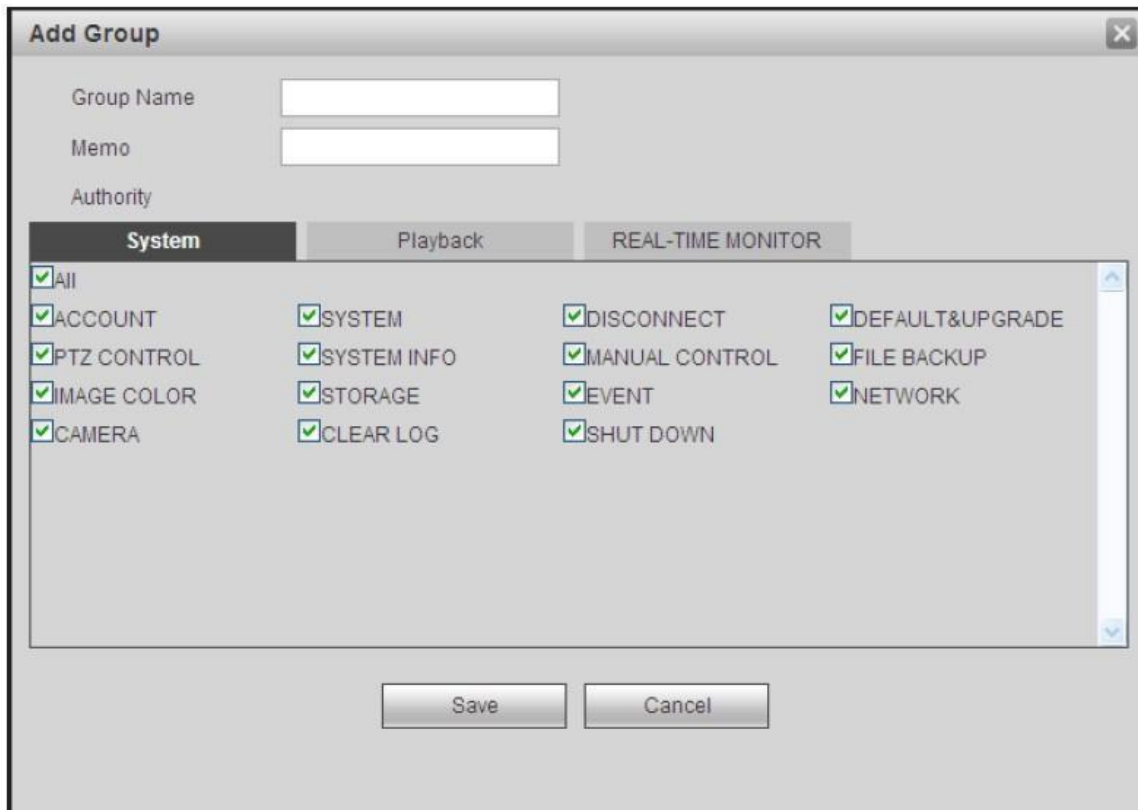 Add Group
Group Name
Memo
Authority
System Playback REAL-TIME MONITOR
All
ACCOUNT SYSTEM DISCONNECT DEFAULT&UPGRADE
PTZ CONTROL SYSTEM INFO MANUAL CONTROL FILE BACKUP
IMAGE COLOR STORAGE EVENT NETWORK
CAMERA CLEAR LOG SHUT DOWN
Save Cancel